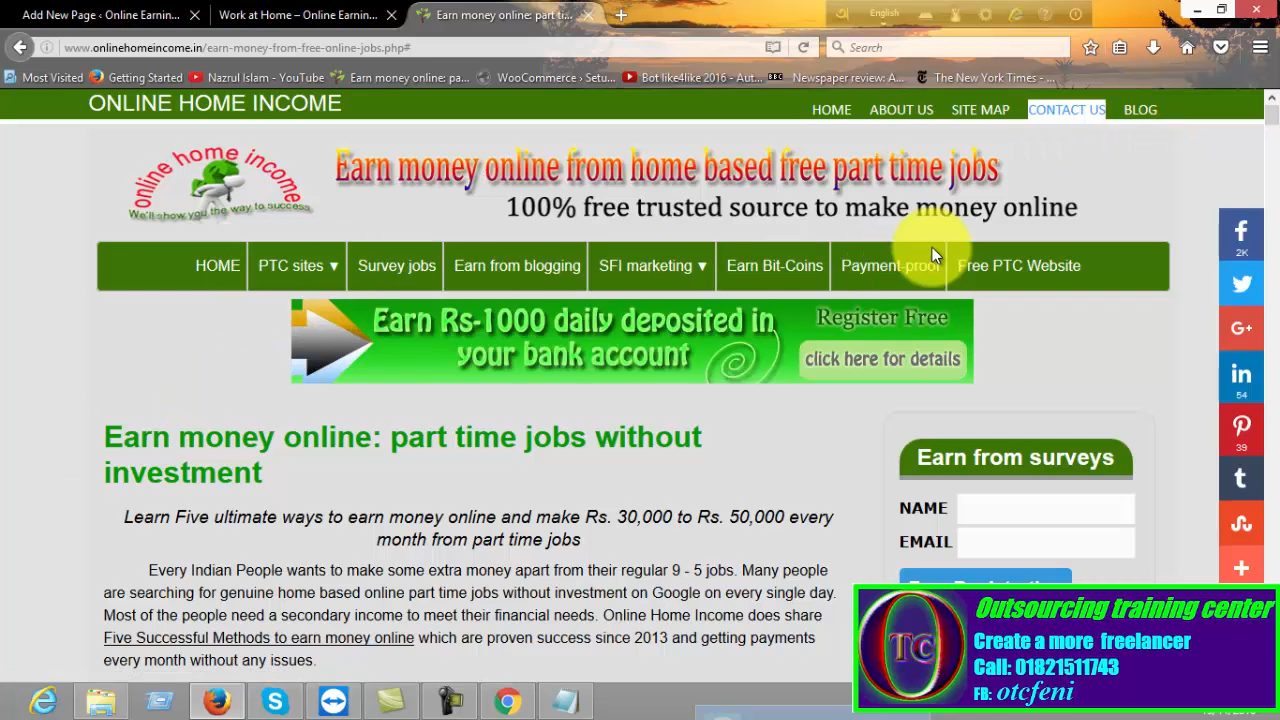 Add New Page ‹ Online Earnin...
Work at Home – Online Earnin...
Earn money online: part ti...
English
www.onlinehomeincome.in/earn-money-from-free-online-jobs.php#
Search
Most Visited
Getting Started
Nazrul Islam - YouTube
Earn money online: pa...
WooCommerce › Setu...
Bot like4like 2016 - Aut...
BBC
Newspaper review: A...
The New York Times - ...
ONLINE HOME INCOME
HOME
ABOUT US
SITE MAP
CONTACT US
BLOG
online home income
We'll show you the way to success
Earn money online from home based free part time jobs
100% free trusted source to make money online
HOME
PTC sites ▾
Survey jobs
Earn from blogging
SFI marketing ▾
Earn Bit-Coins
Payment-proof
Free PTC Website
Earn Rs-1000 daily deposited in
your bank account
Register Free
click here for details
2K
G+
in
54
39
Earn money online: part time jobs without
investment
Learn Five ultimate ways to earn money online and make Rs. 30,000 to Rs. 50,000 every
month from part time jobs
Every Indian People wants to make some extra money apart from their regular 9 - 5 jobs. Many people
are searching for genuine home based online part time jobs without investment on Google on every single day.
Most of the people need a secondary income to meet their financial needs. Online Home Income does share
Five Successful Methods to earn money online which are proven success since 2013 and getting payments
every month without any issues.
Earn from surveys
NAME
EMAIL
OTC
Outsourcing training center
Create a more freelancer
Call: 01821511743
FB: otcfeni